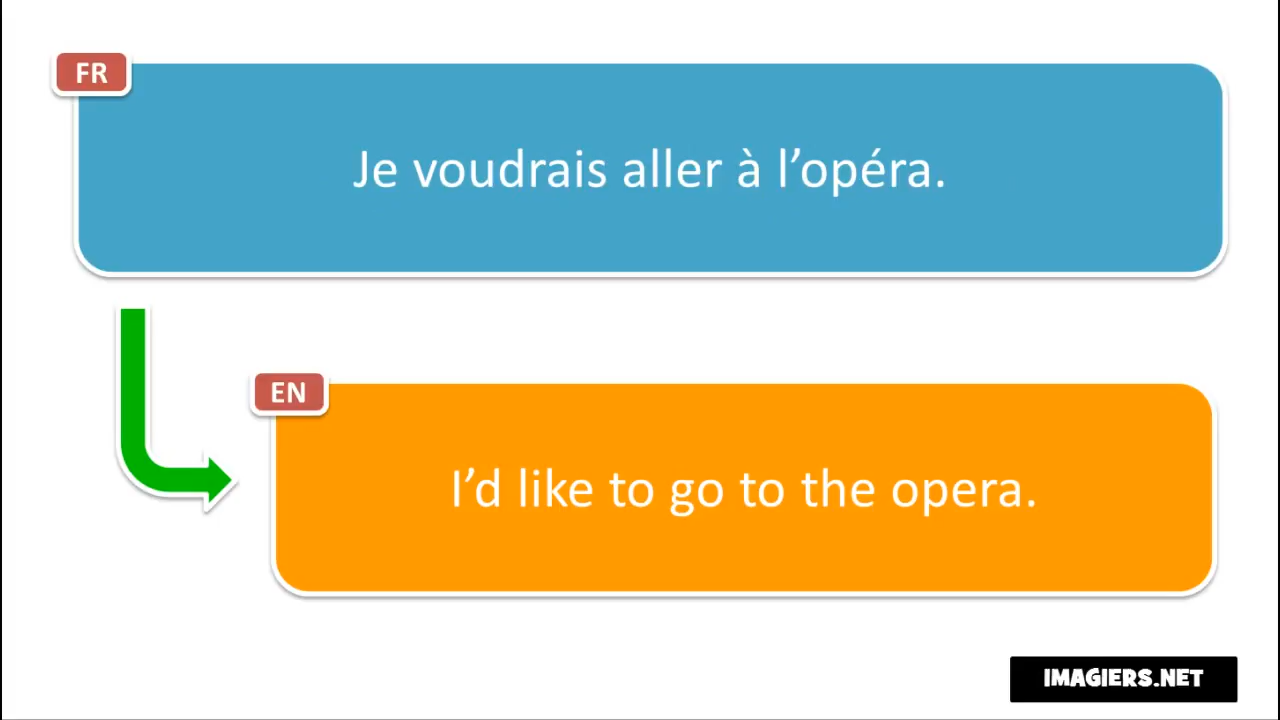 FR
Je voudrais aller à l’opéra.
EN
I’d like to go to the opera.
IMAGIERS.NET